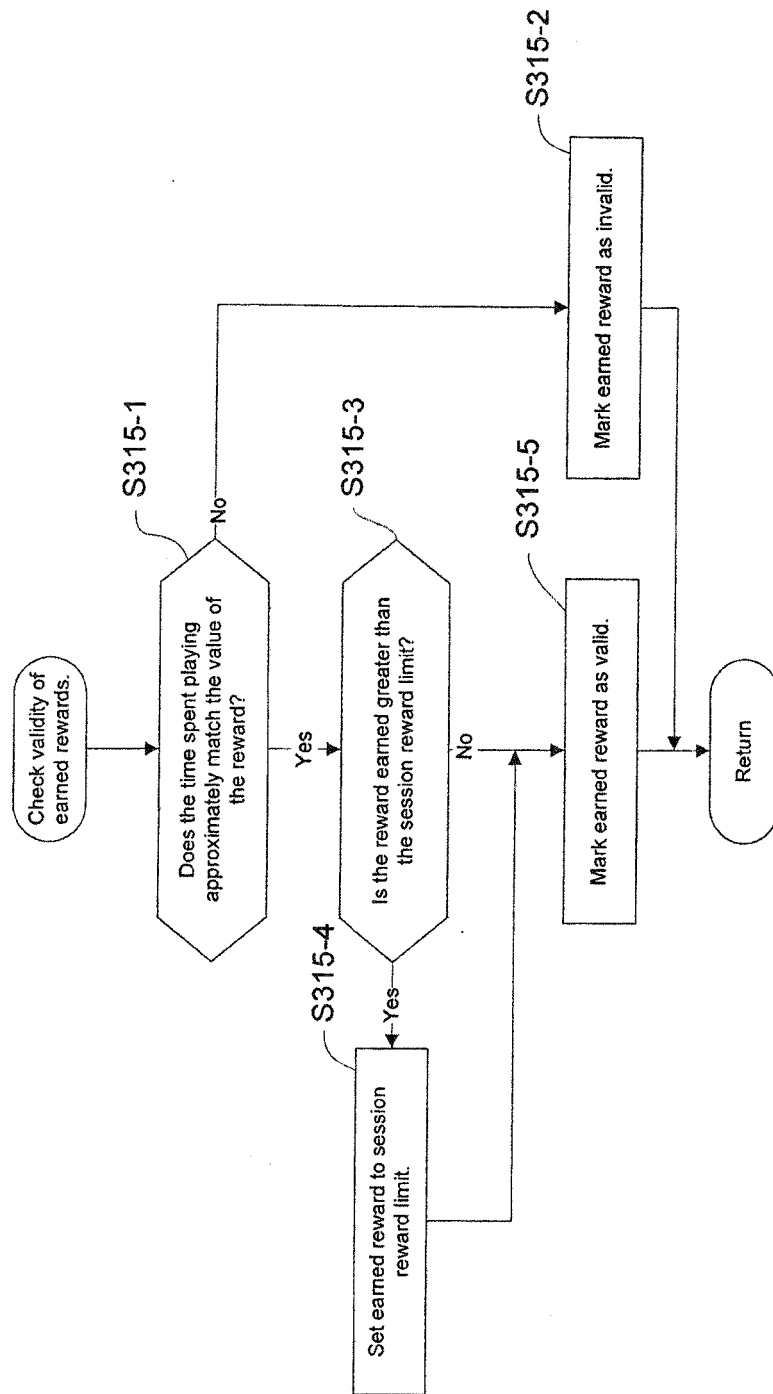 Check validity of
earned rewards.
S315-1
Does the time spent playing
approximately match the value of
the reward?
No
Yes
S315-3
Is the reward earned greater than
the session reward limit?
Yes
No
S315-4
Set earned reward to session
reward limit.
S315-5
Mark earned reward as valid.
S315-2
Mark earned reward as invalid.
Return